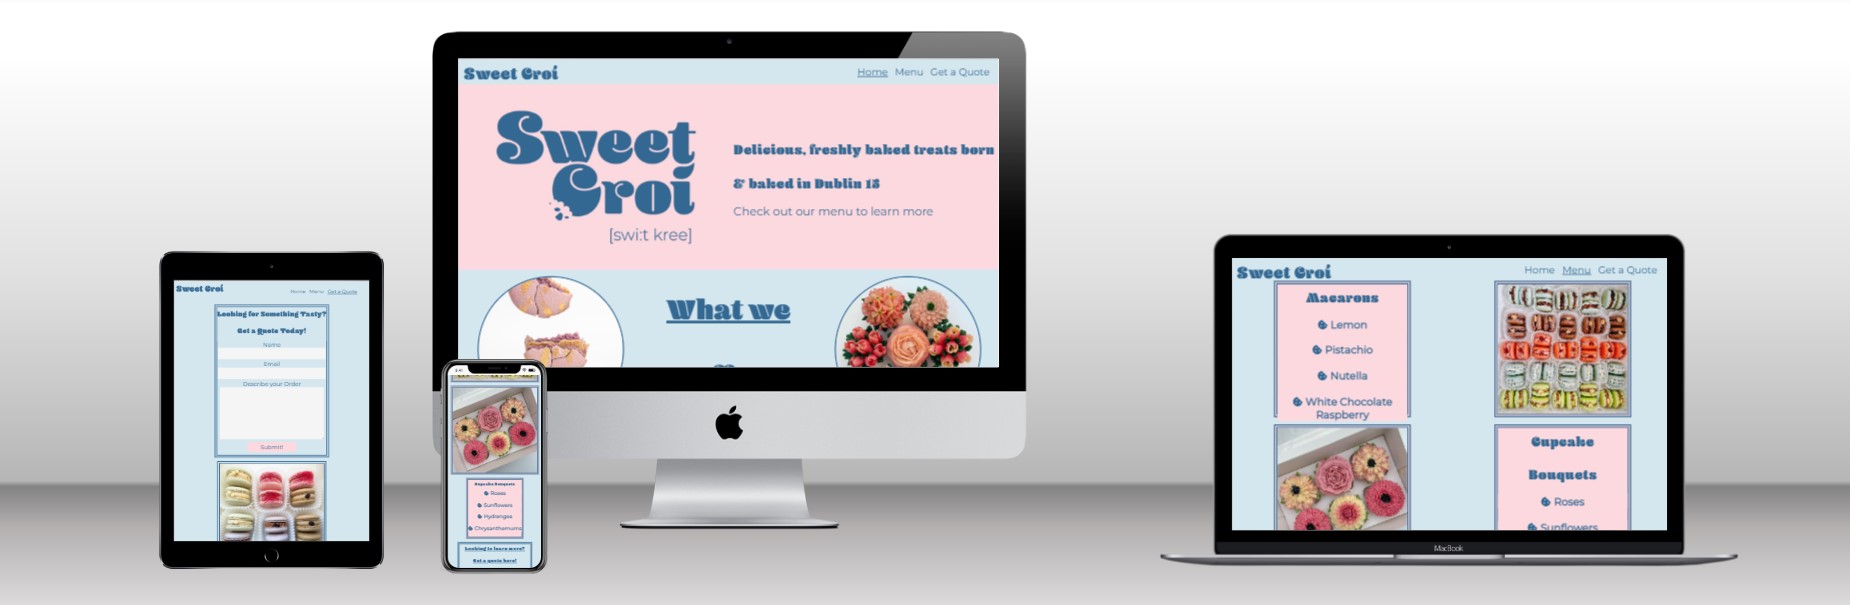 Sweet Croí
Home Menu Get a Quote
Sweet
Croí
[swi:t kree]
Delicious, freshly baked treats born
& baked in Dublin 13
Check out our menu to learn more
What we
Sweet Croí
Home Menu Get a Quote
Looking for Something Tasty?
Get a Quote Today!
Name
Email
Describe your Order
Submit!
Cupcake Bouquets
Roses
Sunflowers
Hydrangea
Chrysanthemums
Looking to learn more?
Get a quote here!
Sweet Croí
Home Menu Get a Quote
Macarons
Lemon
Pistachio
Nutella
White Chocolate
Raspberry
Cupcake
Bouquets
Roses
Sunflowers
MacBook